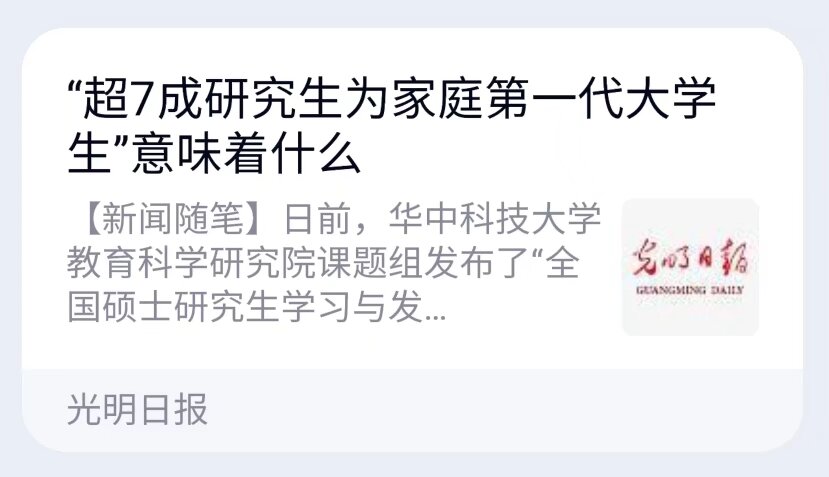 “超7成研究生为家庭第一代大学
生”意味着什么
【新闻随笔】日前，华中科技大学
教育科学研究院课题组发布了“全
国硕士研究生学习与发...
光明日报
GUANGMING DAILY
光明日报